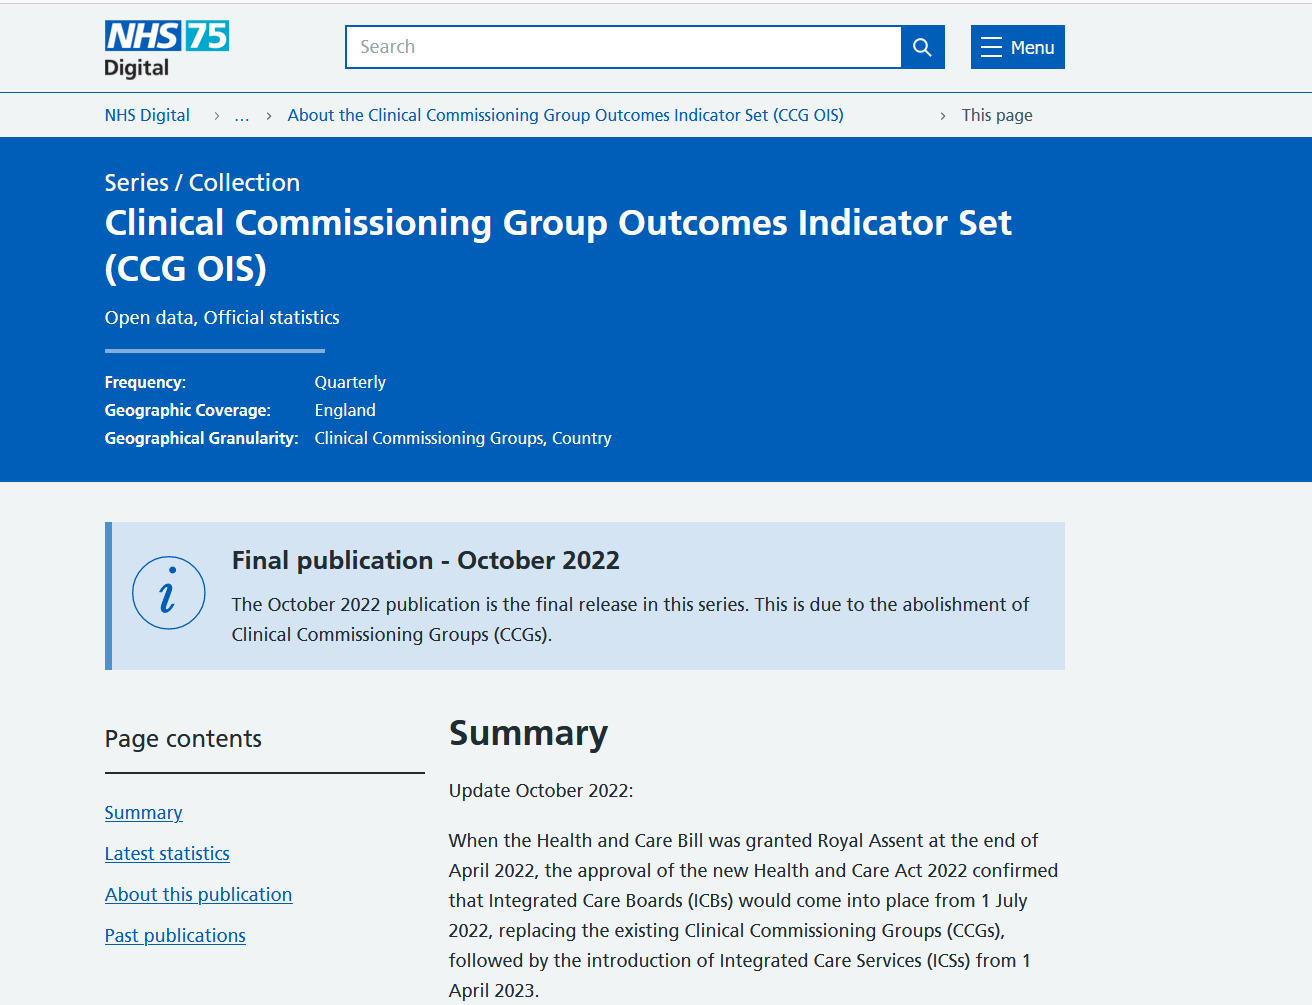 NHS 75
Digital
Search
Menu
NHS Digital > ... > About the Clinical Commissioning Group Outcomes Indicator Set (CCG OIS) > This page
Series / Collection
Clinical Commissioning Group Outcomes Indicator Set
(CCG OIS)
Open data, Official statistics
Frequency: Quarterly
Geographic Coverage: England
Geographical Granularity: Clinical Commissioning Groups, Country
i
Final publication - October 2022
The October 2022 publication is the final release in this series. This is due to the abolishment of
Clinical Commissioning Groups (CCGs).
Page contents
Summary
Latest statistics
About this publication
Past publications
Summary
Update October 2022:
When the Health and Care Bill was granted Royal Assent at the end of
April 2022, the approval of the new Health and Care Act 2022 confirmed
that Integrated Care Boards (ICBs) would come into place from 1 July
2022, replacing the existing Clinical Commissioning Groups (CCGs),
followed by the introduction of Integrated Care Services (ICSs) from 1
April 2023.